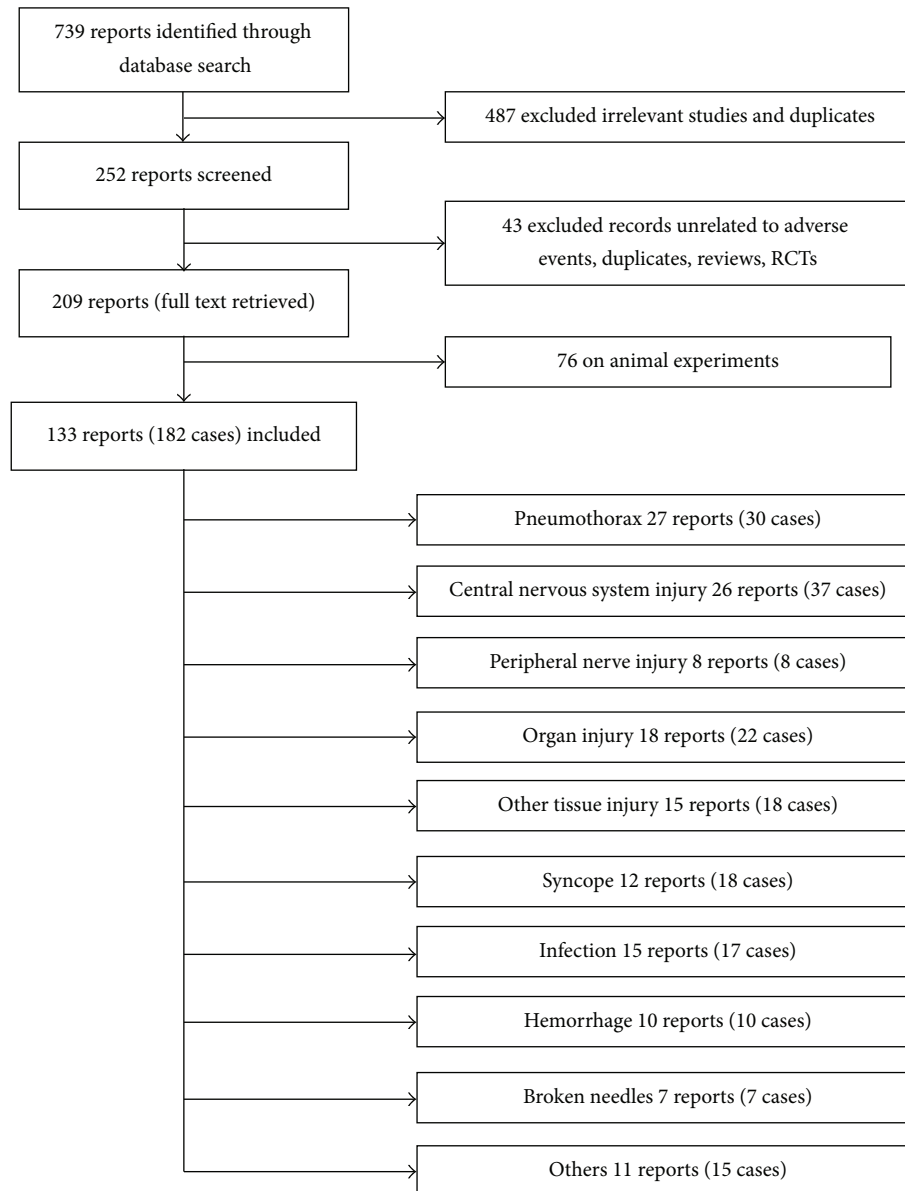 739 reports identified through
database search
487 excluded irrelevant studies and duplicates
252 reports screened
43 excluded records unrelated to adverse
events, duplicates, reviews, RCTs
209 reports (full text retrieved)
76 on animal experiments
133 reports (182 cases) included
Pneumothorax 27 reports (30 cases)
Central nervous system injury 26 reports (37 cases)
Peripheral nerve injury 8 reports (8 cases)
Organ injury 18 reports (22 cases)
Other tissue injury 15 reports (18 cases)
Syncope 12 reports (18 cases)
Infection 15 reports (17 cases)
Hemorrhage 10 reports (10 cases)
Broken needles 7 reports (7 cases)
Others 11 reports (15 cases)